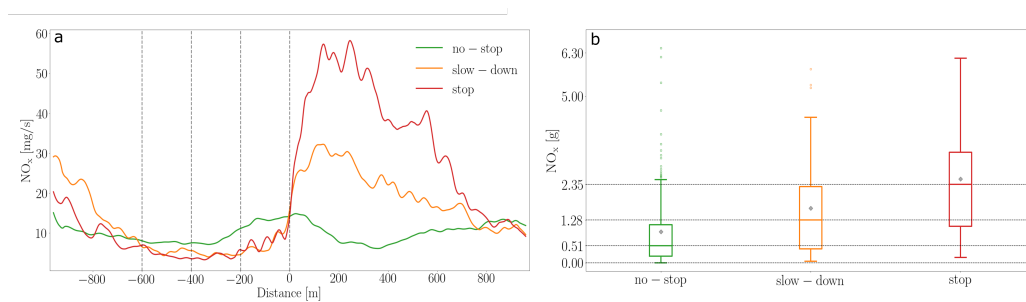 a
60
50
40
30
20
10
NOx [mg/s]
no − stop
slow − down
stop
−800 −600 −400 −200 0 200 400 600 800
Distance [m]
b
6.30
5.00
2.35
1.28
0.51
0.00
NOx [g]
no − stop slow − down stop